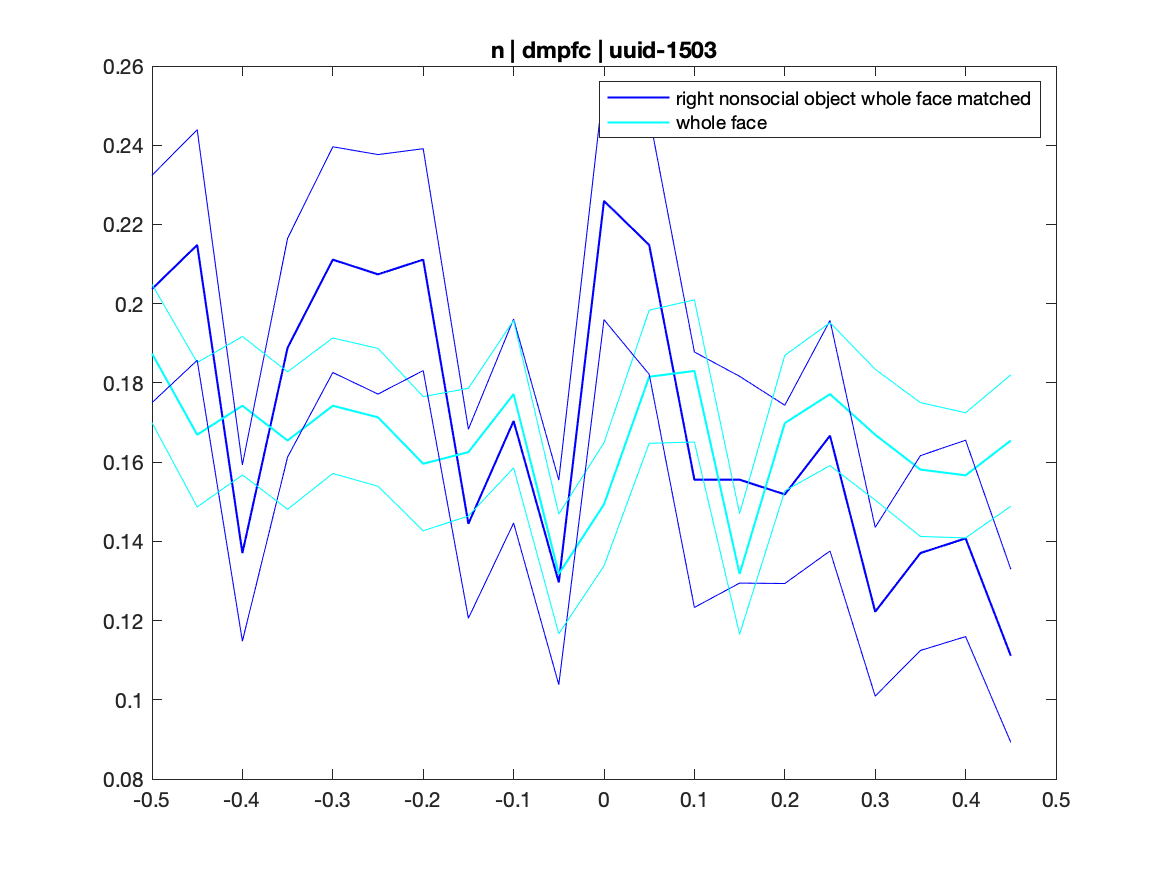 n | dmpfc | uuid-1503
right nonsocial object whole face matched
whole face
0.26
0.24
0.22
0.2
0.18
0.16
0.14
0.12
0.1
0.08
-0.5 -0.4 -0.3 -0.2 -0.1 0 0.1 0.2 0.3 0.4 0.5